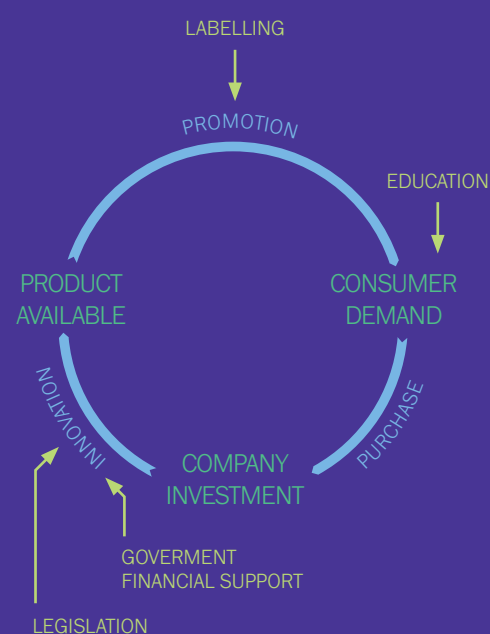 LABELLING
PROMOTION
EDUCATION
PRODUCT
AVAILABLE
CONSUMER
DEMAND
INNOVATION
PURCHASE
COMPANY
INVESTMENT
GOVERMENT
FINANCIAL SUPPORT
LEGISLATION